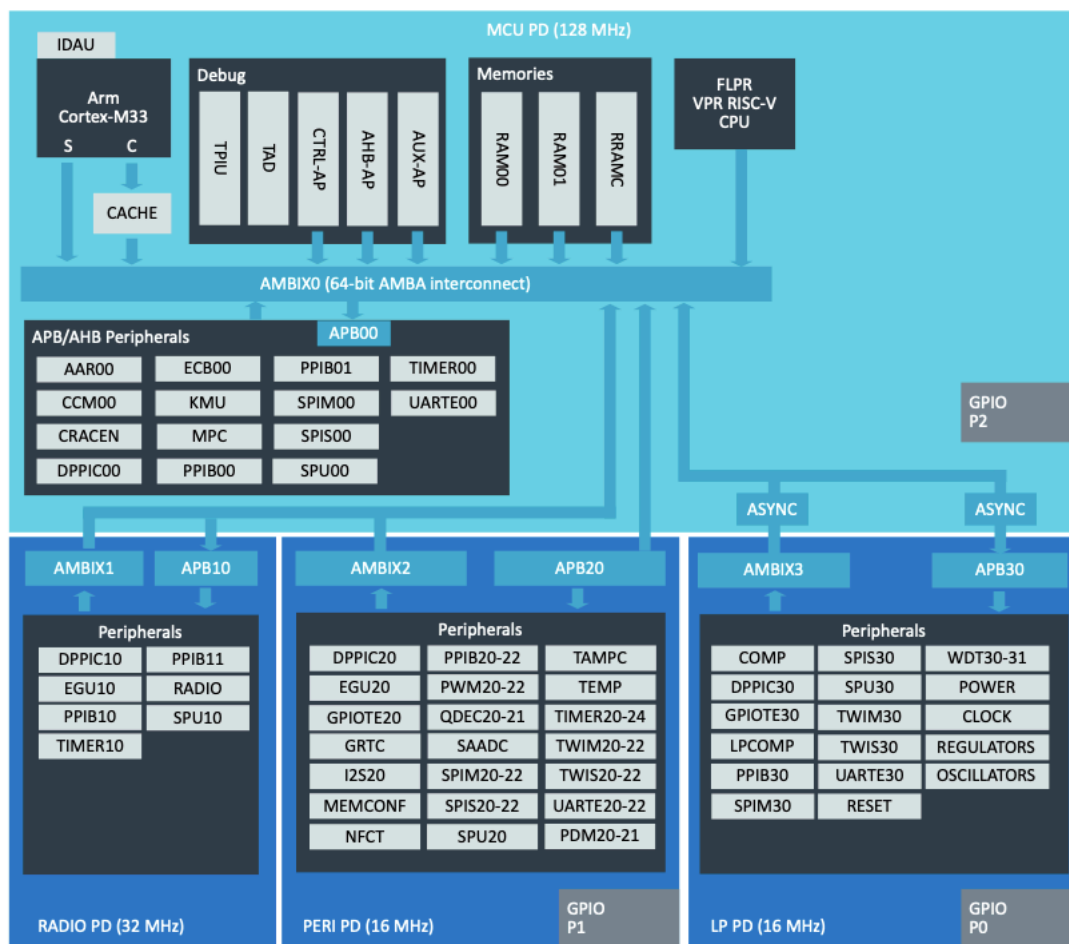 MCU PD (128 MHz)
IDAU
Arm
Cortex-M33
S C
CACHE
Debug
TPIU
TAD
CTRL-AP
AHB-AP
AUX-AP
Memories
RAM00
RAM01
RRAMC
FLPR
VPR RISC-V
CPU
AMBIX0 (64-bit AMBA interconnect)
APB/AHB Peripherals
APB00
AAR00 ECB00 PPIB01 TIMER00
CCM00 KMU SPIM00 UARTE00
CRACEN MPC SPIS00
DPPIC00 PPIB00 SPU00
GPIO
P2
ASYNC
ASYNC
AMBIX1
APB10
Peripherals
DPPIC10 PPIB11
EGU10 RADIO
PPIB10 SPU10
TIMER10
RADIO PD (32 MHz)
AMBIX2
APB20
Peripherals
DPPIC20 PPIB20-22 TAMPC
EGU20 PWM20-22 TEMP
GPIOTE20 QDEC20-21 TIMER20-24
GRTC SAADC TWIM20-22
I2S20 SPIM20-22 TWIS20-22
MEMCONF SPIS20-22 UARTE20-22
NFCT SPU20 PDM20-21
PERI PD (16 MHz)
GPIO
P1
AMBIX3
APB30
Peripherals
COMP SPIS30 WDT30-31
DPPIC30 SPU30 POWER
GPIOTE30 TWIM30 CLOCK
LPCOMP TWIS30 REGULATORS
PPIB30 UARTE30 OSCILLATORS
SPIM30 RESET
LP PD (16 MHz)
GPIO
P0